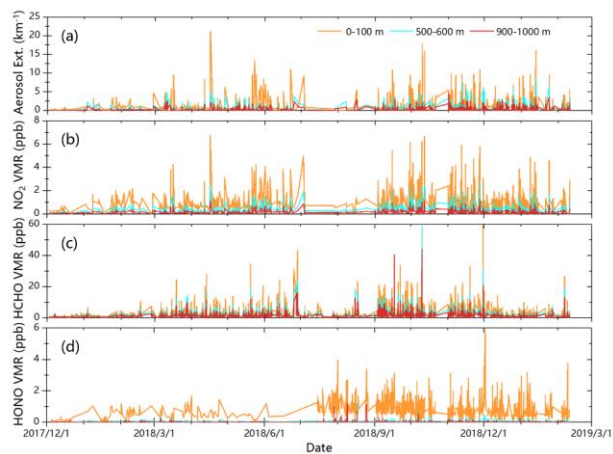 (a)
0-100 m 500-600 m 900-1000 m
Aerosol Ext. (km⁻¹)
25
20
15
10
5
0
(b)
NO₂ VMR (ppb)
8
6
4
2
0
(c)
HCHO VMR (ppb)
60
40
20
0
(d)
HONO VMR (ppb)
6
4
2
0
2017/12/1 2018/3/1 2018/6/1 2018/9/1 2018/12/1 2019/3/1
Date